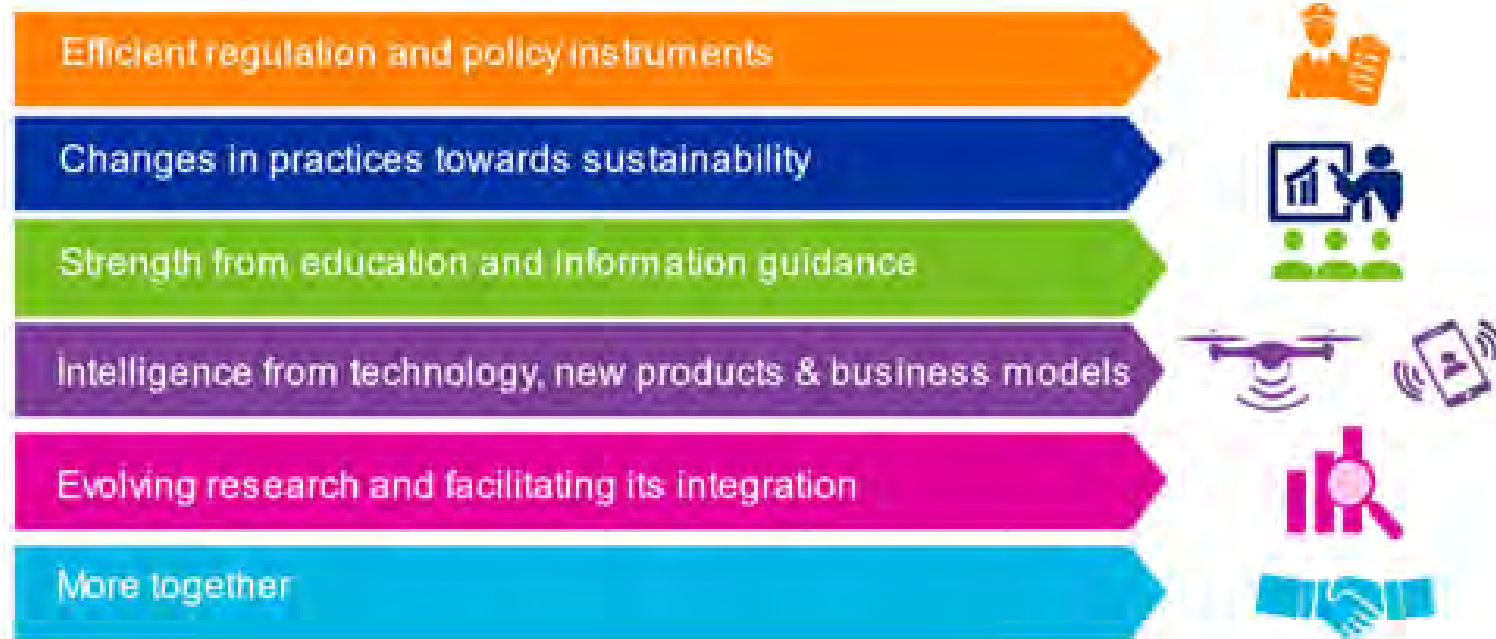 Efficient regulation and policy instruments
Changes in practices towards sustainability
Strength from education and information guidance
Intelligence from technology, new products & business models
Evolving research and facilitating its integration
More together